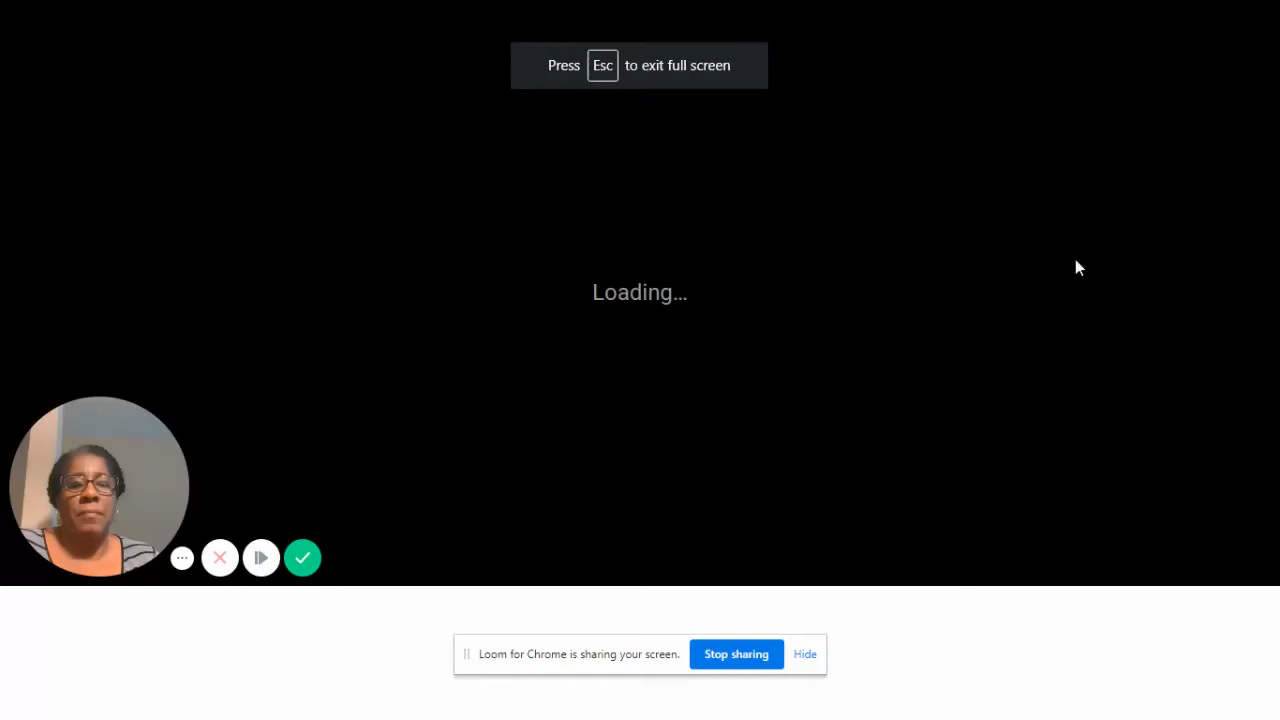 Press Esc to exit full screen
Loading...
Loom for Chrome is sharing your screen. Stop sharing Hide